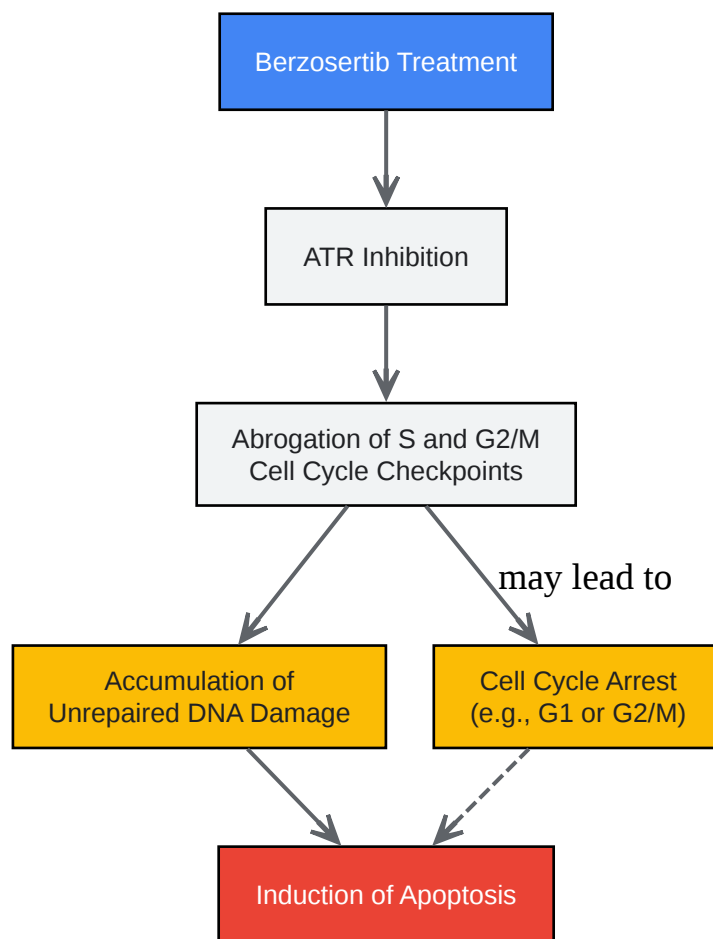 Berzosertib Treatment
ATR Inhibition
Abrogation of S and G2/M
Cell Cycle Checkpoints
may lead to
Accumulation of
Unrepaired DNA Damage
Cell Cycle Arrest
(e.g., G1 or G2/M)
Induction of Apoptosis